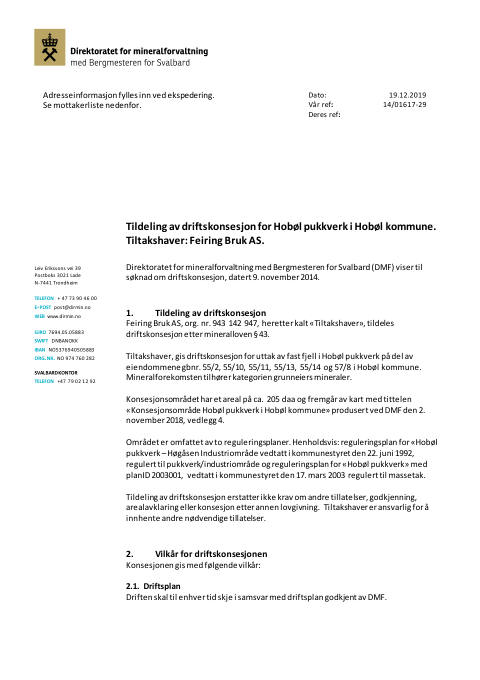 Direktoratet for mineralforvaltning
med Bergmesteren for Svalbard
Adresseinformasjon fylles inn ved ekspedering.
Se mottakerliste nedenfor.
Dato: 19.12.2019
Vår ref: 14/01617-29
Deres ref:
Tildeling av driftskonsesjon for Hobøl pukkverk i Hobøl kommune.
Tiltakshaver: Feiring Bruk AS.
Leiv Erikssons vei 39
Postboks 3021 Lade
N-7441 Trondheim
TELEFON + 47 73 90 46 00
E-POST post@dirmin.no
WEB www.dirmin.no
GIRO 7694.05.05883
SWIFT DNBANOKK
IBAN NO5376940505883
ORG.NR. NO 974 760 282
SVALBARDKONTOR
TELEFON +47 79 02 12 92
Direktoratet for mineralforvaltning med Bergmesteren for Svalbard (DMF) viser til
søknad om driftskonsesjon, datert 9. november 2014.
1. Tildeling av driftskonsesjon
Feiring Bruk AS, org. nr. 943 142 947, heretter kalt «Tiltakshaver», tildeles
driftskonsesjon etter mineralloven § 43.
Tiltakshaver, gis driftskonsesjon for uttak av fast fjell i Hobøl pukkverk på del av
eiendommene gbnr. 55/2, 55/10, 55/11, 55/13, 55/14 og 57/8 i Hobøl kommune.
Mineralforekomsten tilhører kategorien grunneiers mineraler.
Konsesjonsområdet har et areal på ca. 205 daa og fremgår av kart med tittelen
«Konsesjonsområde Hobøl pukkverk i Hobøl kommune» produsert ved DMF den 2.
november 2018, vedlegg 4.
Området er omfattet av to reguleringsplaner. Henholdsvis: reguleringsplan for «Hobøl
pukkverk – Høgåsen Industriområde vedtatt i kommunestyret den 22. juni 1992,
regulert til pukkverk/industriområde og reguleringsplan for «Hobøl pukkverk» med
planID 2003001, vedtatt i kommunestyret den 17. mars 2003 regulert til massetak.
Tildeling av driftskonsesjon erstatter ikke krav om andre tillatelser, godkjenning,
arealavklaring eller konsesjon etter annen lovgivning. Tiltakshaver er ansvarlig for å
innhente andre nødvendige tillatelser.
2. Vilkår for driftskonsesjonen
Konsesjonen gis med følgende vilkår:
2.1. Driftsplan
Driften skal til enhver tid skje i samsvar med driftsplan godkjent av DMF.